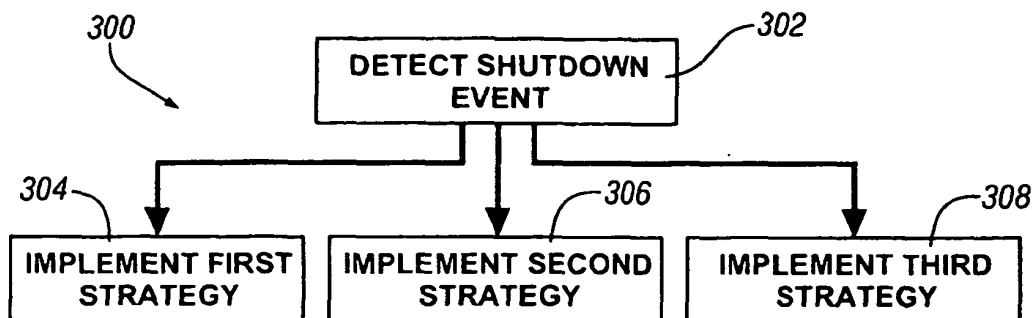 300
302
DETECT SHUTDOWN
EVENT
304
306
308
IMPLEMENT FIRST
STRATEGY
IMPLEMENT SECOND
STRATEGY
IMPLEMENT THIRD
STRATEGY